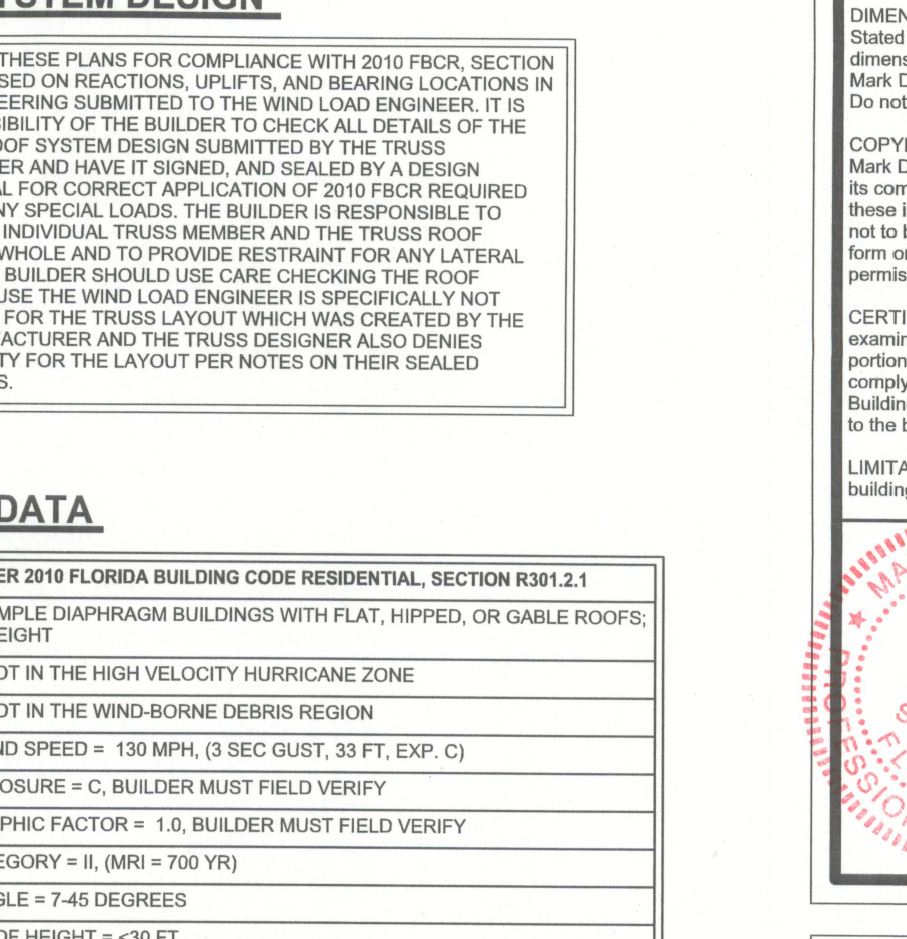 SYSTEM DESIGN
THESE PLANS FOR COMPLIANCE WITH 2010 FBCR, SECTION
SED ON REACTIONS, UPLIFTS, AND BEARING LOCATIONS IN
EERING SUBMITTED TO THE WIND LOAD ENGINEER. IT IS
SIBILITY OF THE BUILDER TO CHECK ALL DETAILS OF THE
OOF SYSTEM DESIGN SUBMITTED BY THE TRUSS
ER AND HAVE IT SIGNED, AND SEALED BY A DESIGN
AL FOR CORRECT APPLICATION OF 2010 FBCR REQUIRED
NY SPECIAL LOADS. THE BUILDER IS RESPONSIBLE TO
INDIVIDUAL TRUSS MEMBER AND THE TRUSS ROOF
WHOLE AND TO PROVIDE RESTRAINT FOR ANY LATERAL
BUILDER SHOULD USE CARE CHECKING THE ROOF
USE THE WIND LOAD ENGINEER IS SPECIFICALLY NOT
FOR THE TRUSS LAYOUT WHICH WAS CREATED BY THE
FACTURER AND THE TRUSS DESIGNER ALSO DENIES
TY FOR THE LAYOUT PER NOTES ON THEIR SEALED
S.
DATA
ER 2010 FLORIDA BUILDING CODE RESIDENTIAL, SECTION R301.2.1
MPLE DIAPHRAGM BUILDINGS WITH FLAT, HIPPED, OR GABLE ROOFS;
EIGHT
OT IN THE HIGH VELOCITY HURRICANE ZONE
OT IN THE WIND-BORNE DEBRIS REGION
ND SPEED = 130 MPH, (3 SEC GUST, 33 FT, EXP. C)
OSURE = C, BUILDER MUST FIELD VERIFY
PHIC FACTOR = 1.0, BUILDER MUST FIELD VERIFY
EGORY = II, (MRI = 700 YR)
GLE = 7-45 DEGREES
OF HEIGHT = <30 FT
DIMEN
Stated
dimens
Mark D
Do not
COPY
Mark D
its com
these i
not to b
form or
permis
CERTI
examin
portion
comply
Buildin
to the b
LIMITA
building
MA
PROFESSION
S
FL